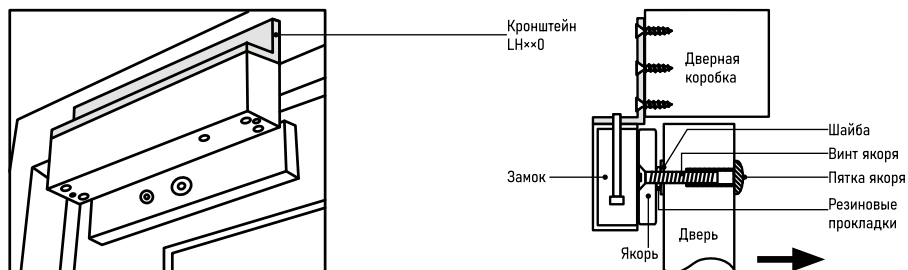 Кронштейн
LH××0
Дверная
коробка
Шайба
Винт якоря
Замок
Пятка якоря
Резиновые
прокладки
Якорь
Дверь